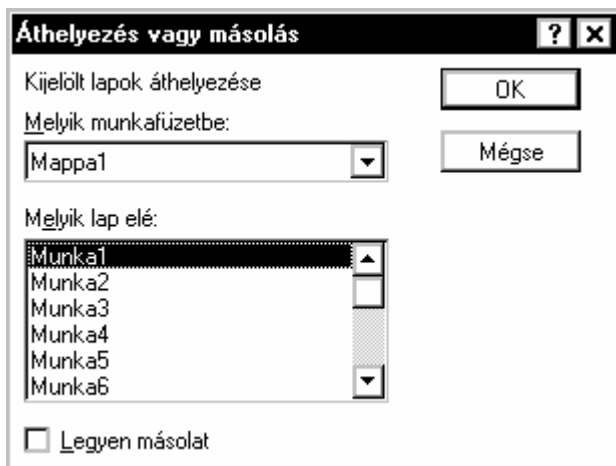 Áthelyezés vagy másolás
Kijelölt lapok áthelyezése
OK
Melyik munkafüzetbe:
Mappa1
Mégse
Melyik lap elé:
Munka1
Munka2
Munka3
Munka4
Munka5
Munka6
Legyen másolat